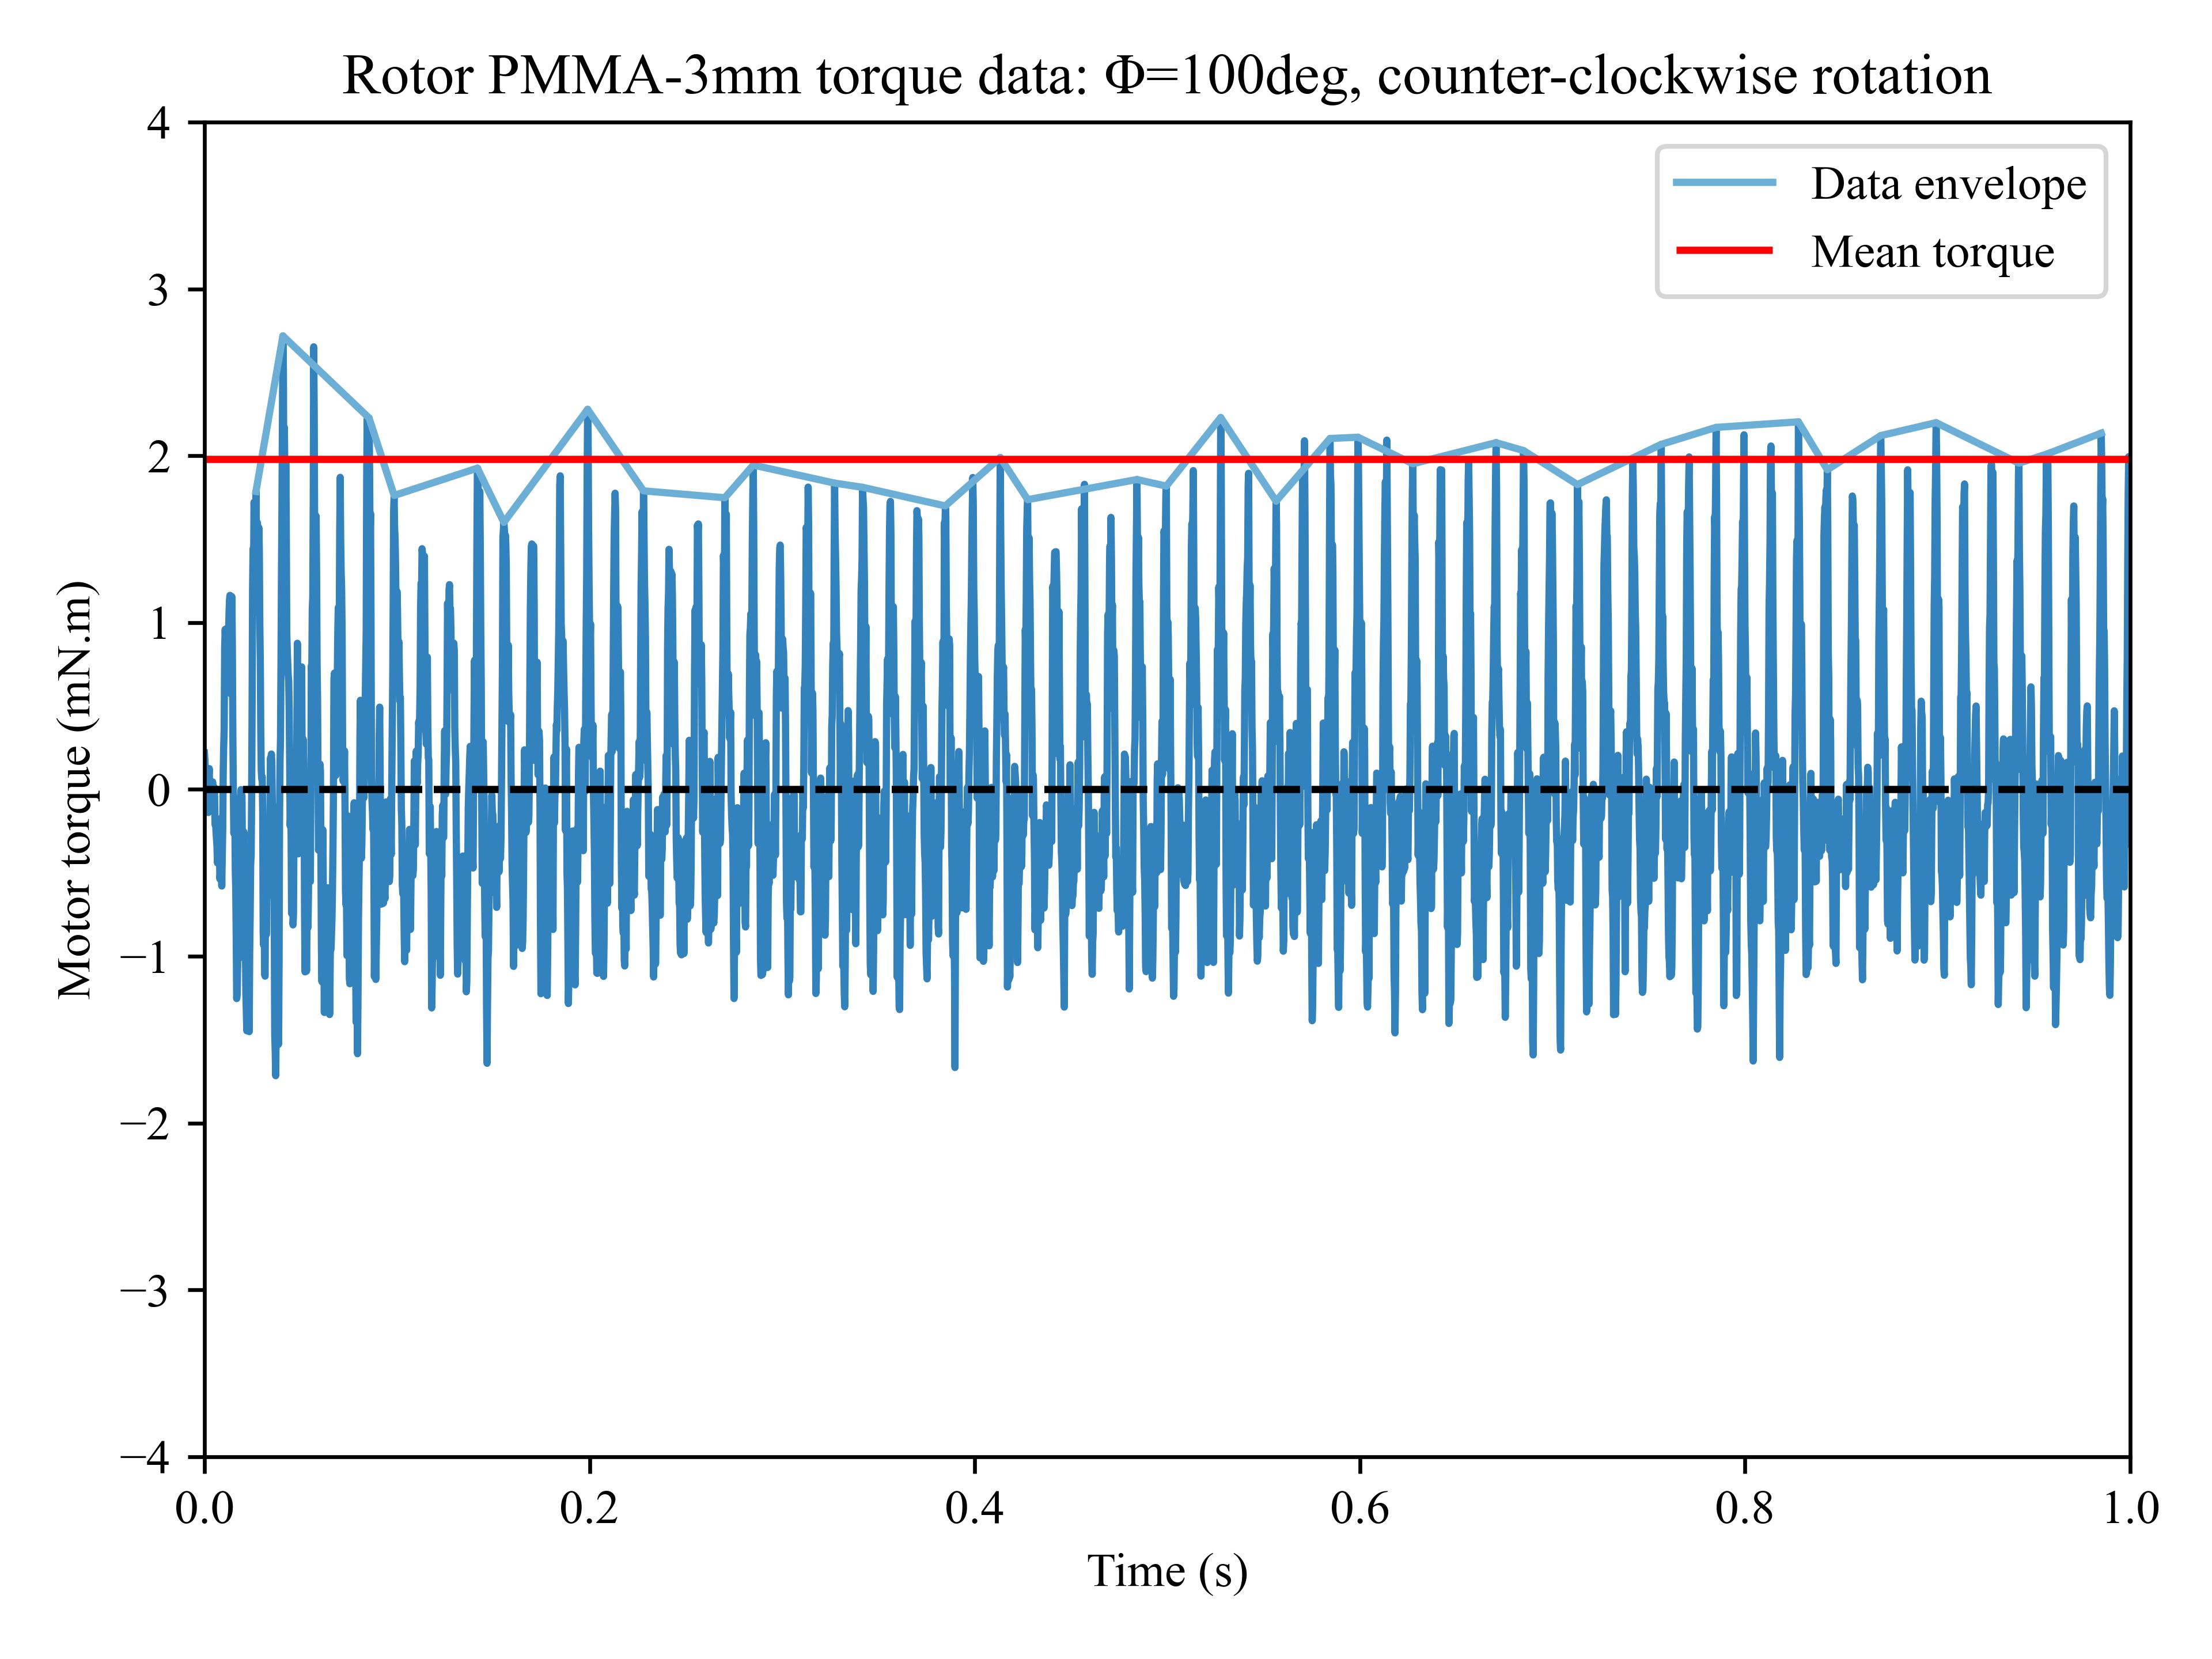 Rotor PMMA-3mm torque data: Φ=100deg, counter-clockwise rotation
Data envelope
Mean torque
Motor torque (mN.m)
4
3
2
1
0
−1
−2
−3
−4
0.0 0.2 0.4 0.6 0.8 1.0
Time (s)